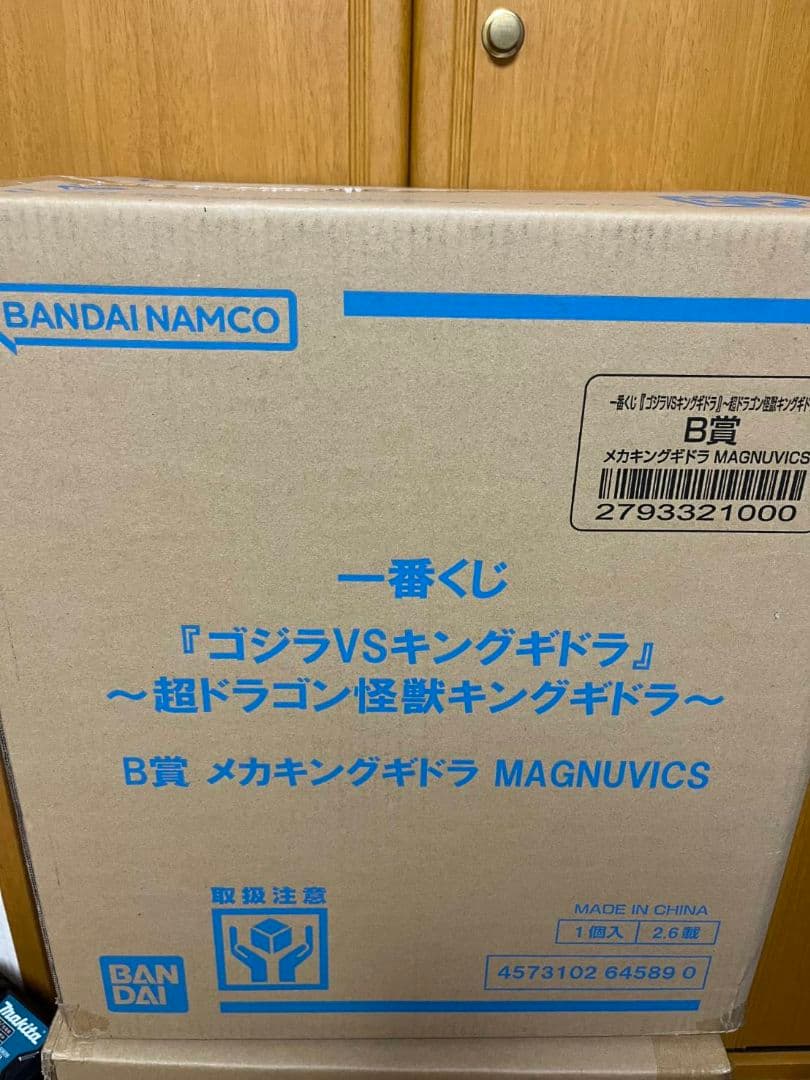 BANDAI NAMCO
一番くじ『ゴジラVSキングギドラ』～超ドラゴン怪獣キングギド
B賞
メカキングギドラ MAGNUVICS
2793321000
一番くじ
『ゴジラVSキングギドラ』
～超ドラゴン怪獣キングギドラ～
B賞 メカキングギドラ MAGNUVICS
取扱注意
MADE IN CHINA
1個入 2.6載
4573102 64589 0
BAN
DAI
makita